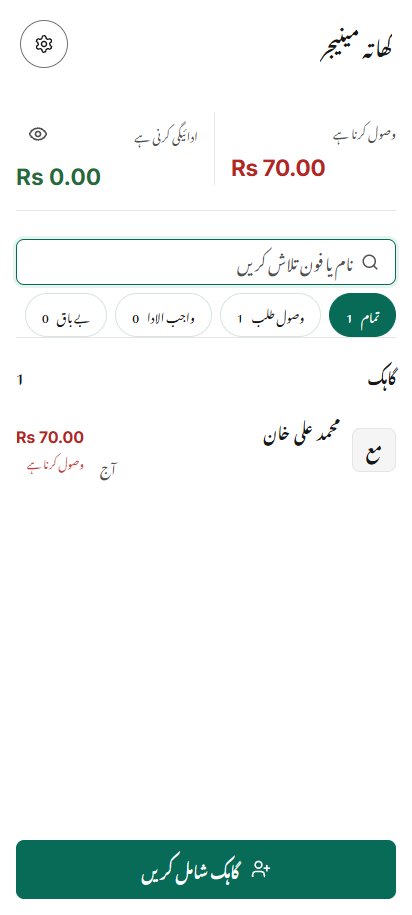 کھاتہ مینیجر
وصول کرنا ہے
Rs 70.00
ادائیگی کرنی ہے
Rs 0.00
نام یا فون تلاش کریں
تمام 1
وصول طلب 1
واجب الادا 0
بے باق 0
گاہک 1
مع
محمد علی خان
Rs 70.00
آج وصول کرنا ہے
گاہک شامل کریں